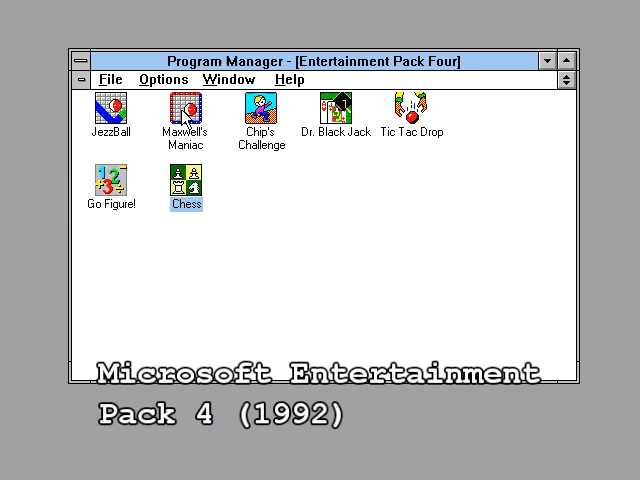 Program Manager - [Entertainment Pack Four]
File Options Window Help
JezzBall
Maxwell's
Maniac
Chip's
Challenge
Dr. Black Jack
Tic Tac Drop
Go Figure!
Chess
Microsoft Entertainment
Pack 4 (1992)